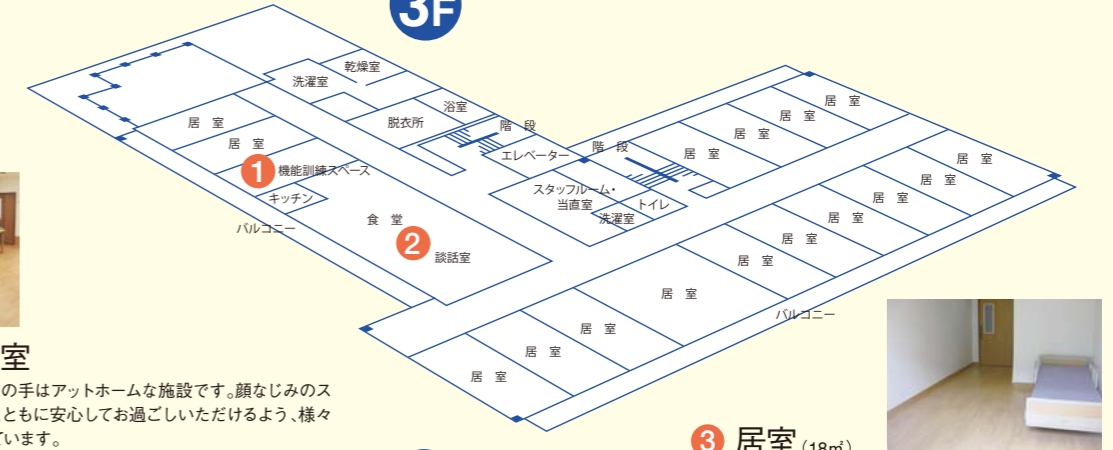 3F
乾燥室
洗濯室
浴室
脱衣所
階 段
エレベーター
階 段
居 室
居 室
居 室
居 室
居 室
居 室
1 機能訓練スペース
キッチン
バルコニー
食 堂
2
談話室
スタッフルーム・
当直室
洗濯室
トイレ
居 室
居 室
居 室
居 室
居 室
居 室
居 室
居 室
居 室
居 室
バルコニー
室
の手はアットホームな施設です。顔なじみのス
ともに安心してお過ごしいただけるよう、様々
ています。
3 居室(18㎡)